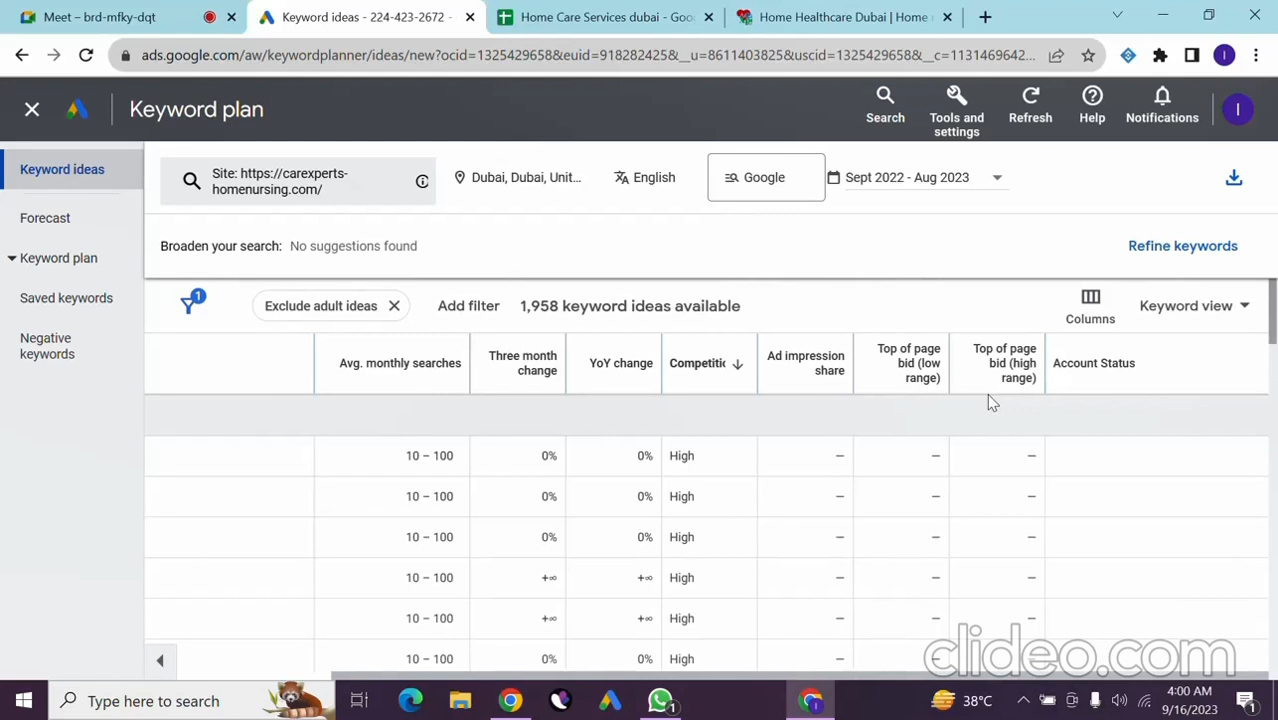 Meet – brd-mfky-dqt
Keyword ideas - 224-423-2672 -
Home Care Services dubai - Goo
Home Healthcare Dubai | Home n
ads.google.com/aw/keywordplanner/ideas/new?ocid=1325429658&euid=918282425&__u=8611403825&uscid=1325429658&__c=1131469642...
I
Keyword plan
Search
Tools and
settings
Refresh
Help
Notifications
I
Keyword ideas
Forecast
Keyword plan
Saved keywords
Negative
keywords
Site: https://carexperts-
homenursing.com/
Dubai, Dubai, Unit...
English
Google
Sept 2022 - Aug 2023
Broaden your search: No suggestions found
Refine keywords
1
Exclude adult ideas
Add filter
1,958 keyword ideas available
Columns
Keyword view
Avg. monthly searches
Three month
change
YoY change
Competitic
Ad impression
share
Top of page
bid (low
range)
Top of page
bid (high
range)
Account Status
10 – 100 0% 0% High – – –
10 – 100 0% 0% High – – –
10 – 100 0% 0% High – – –
10 – 100 +∞ +∞ High – – –
10 – 100 +∞ +∞ High – – –
10 – 100 0% 0% High – – –
clideo.com
Type here to search
1
38°C
4:00 AM
9/16/2023
1